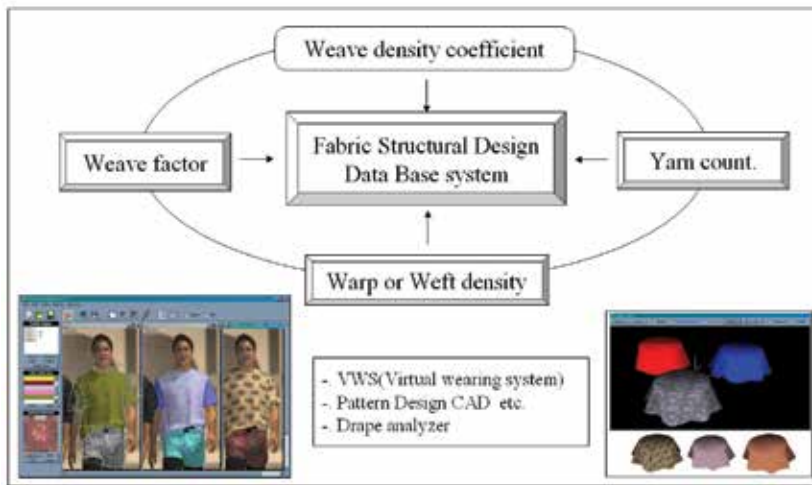 Weave density coefficient
Weave factor
Fabric Structural Design
Data Base system
Yarn count.
Warp or Weft density
- VWS(Virtual wearing system)
- Pattern Design CAD etc.
- Drape analyzer